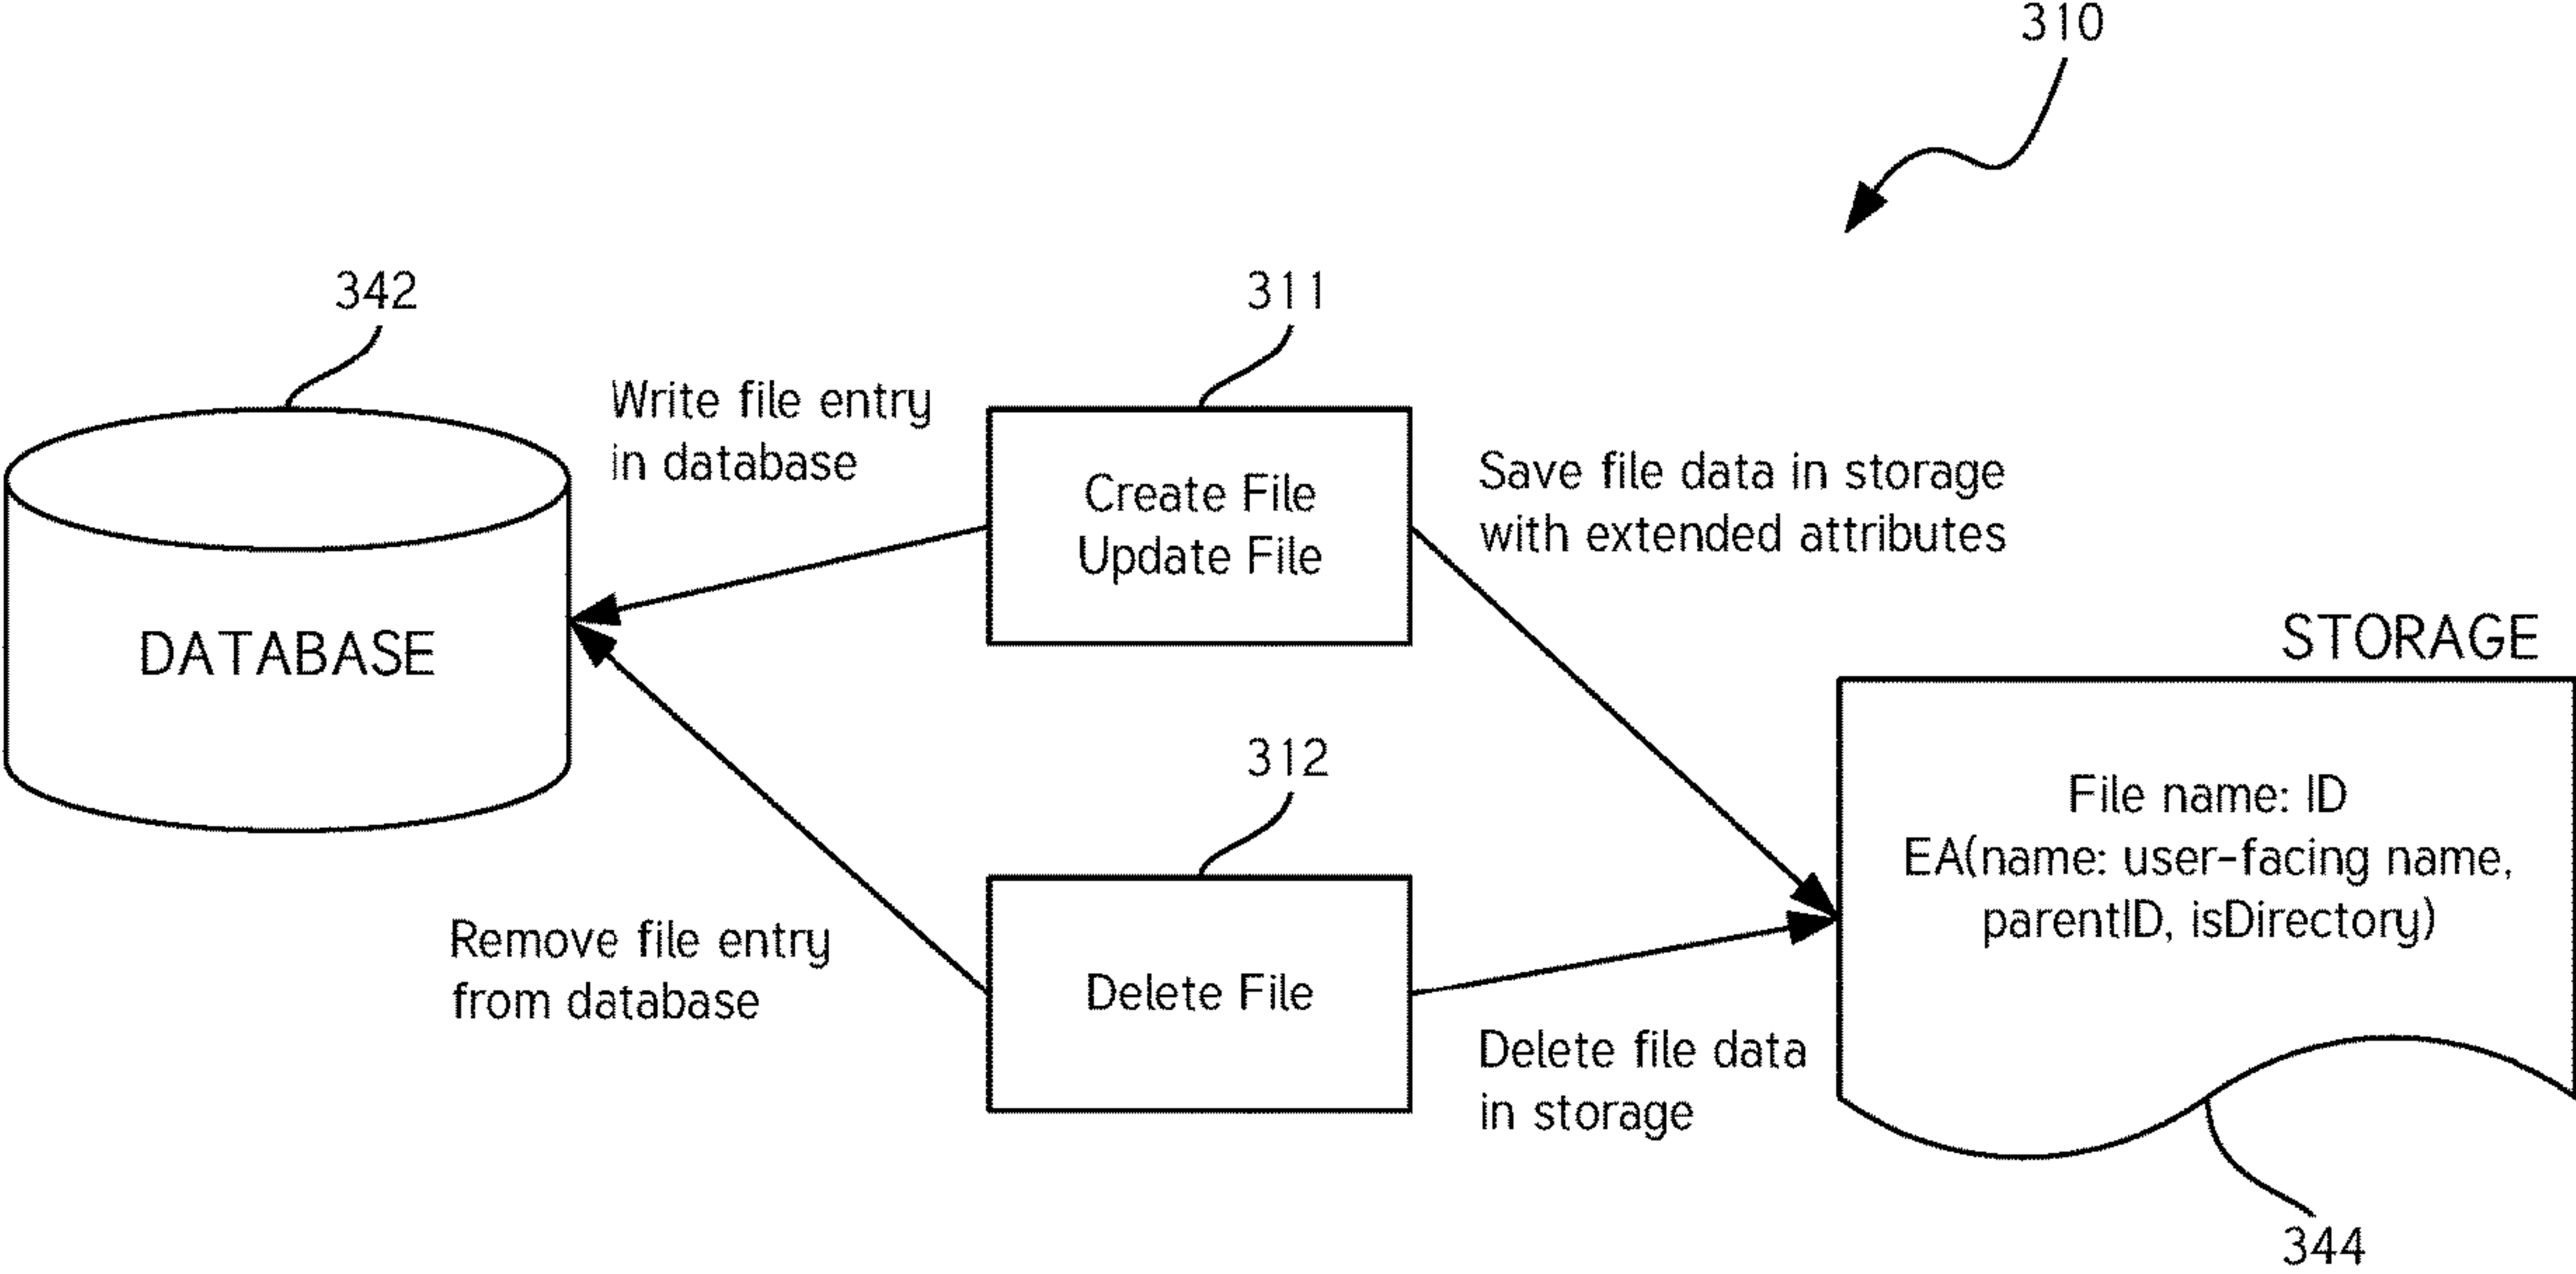 310
342
311
Write file entry
in database
Create File
Update File
Save file data in storage
with extended attributes
DATABASE
STORAGE
312
File name: ID
EA(name: user-facing name,
parentID, isDirectory)
Remove file entry
from database
Delete File
Delete file data
in storage
344